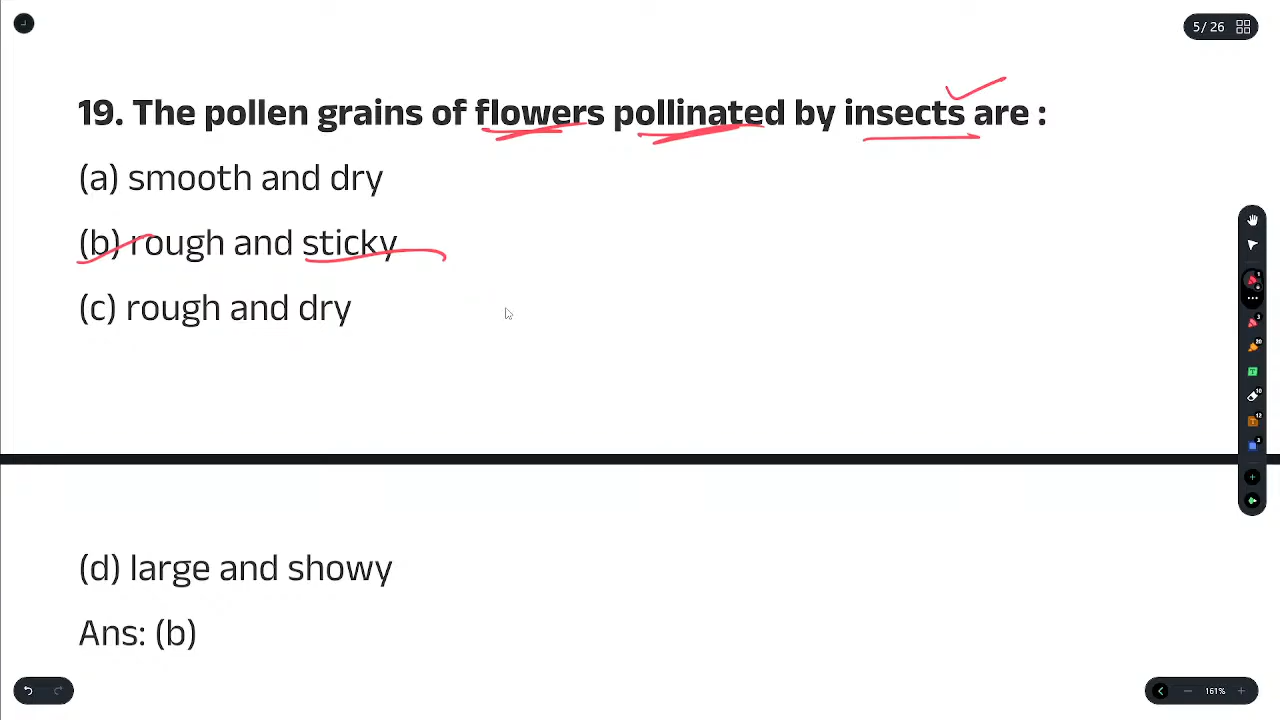 5/ 26
19. The pollen grains of flowers pollinated by insects are :
(a) smooth and dry
(b) rough and sticky
(c) rough and dry
(d) large and showy
Ans: (b)
161%